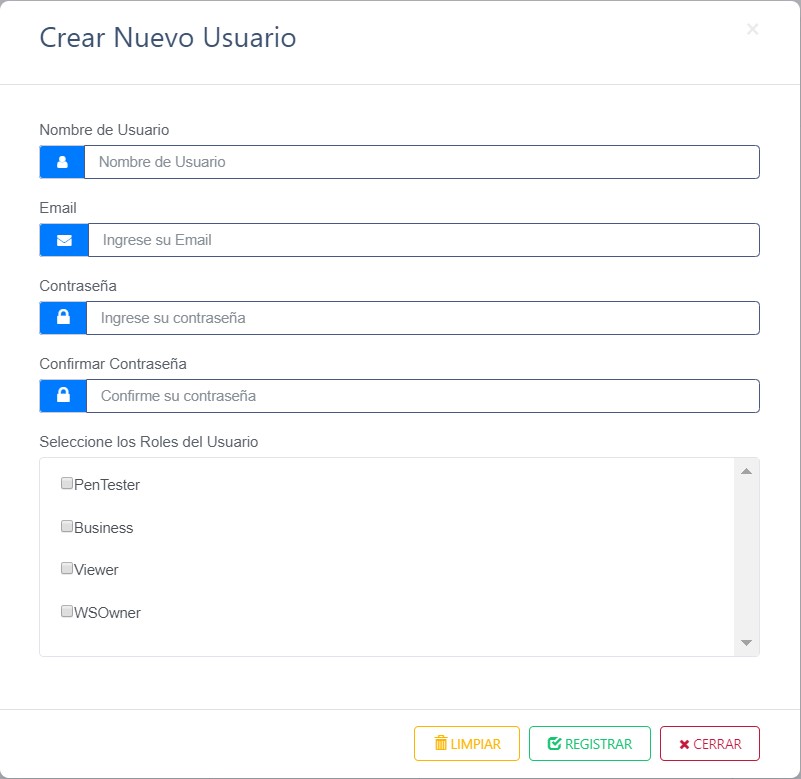 Crear Nuevo Usuario
×
Nombre de Usuario
Nombre de Usuario
Email
Ingrese su Email
Contraseña
Ingrese su contraseña
Confirmar Contraseña
Confirme su contraseña
Seleccione los Roles del Usuario
PenTester
Business
Viewer
WSOwner
LIMPIAR REGISTRAR CERRAR